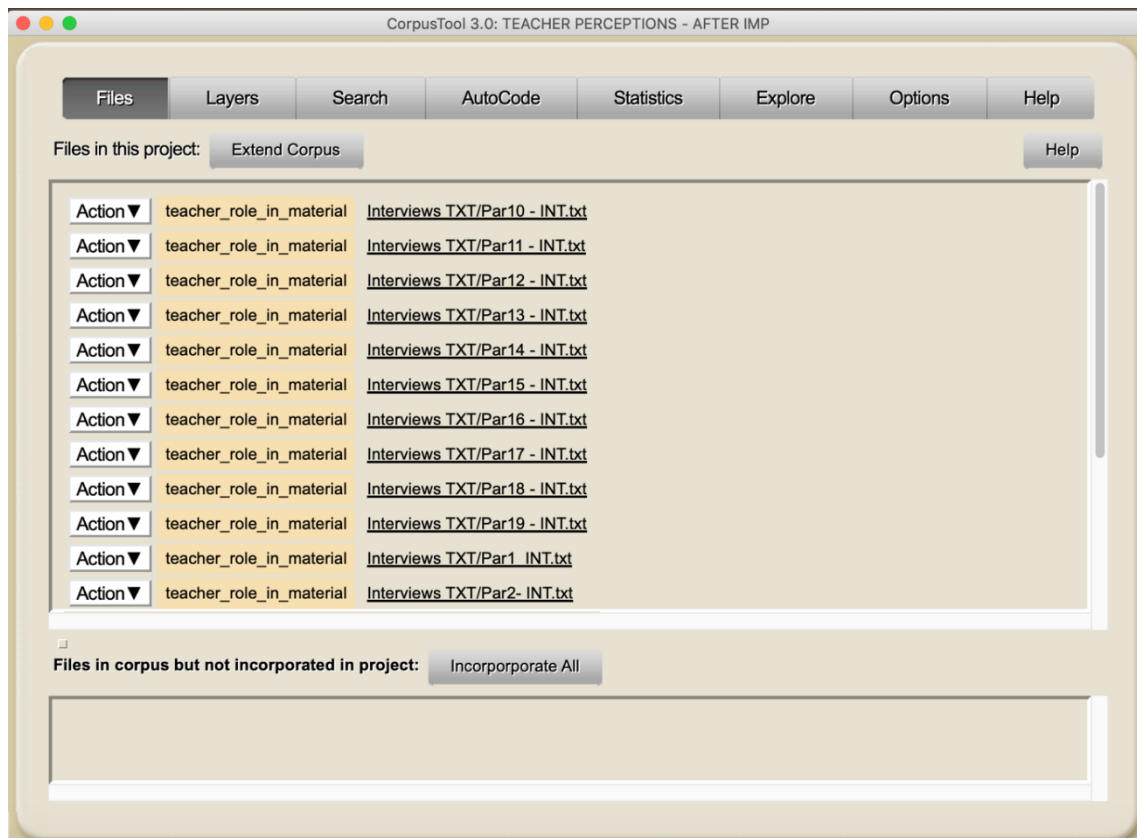 CorpusTool 3.0: TEACHER PERCEPTIONS - AFTER IMP
Files Layers Search AutoCode Statistics Explore Options Help
Files in this project: Extend Corpus Help
Action▼ teacher_role_in_material Interviews TXT/Par10 - INT.txt
Action▼ teacher_role_in_material Interviews TXT/Par11 - INT.txt
Action▼ teacher_role_in_material Interviews TXT/Par12 - INT.txt
Action▼ teacher_role_in_material Interviews TXT/Par13 - INT.txt
Action▼ teacher_role_in_material Interviews TXT/Par14 - INT.txt
Action▼ teacher_role_in_material Interviews TXT/Par15 - INT.txt
Action▼ teacher_role_in_material Interviews TXT/Par16 - INT.txt
Action▼ teacher_role_in_material Interviews TXT/Par17 - INT.txt
Action▼ teacher_role_in_material Interviews TXT/Par18 - INT.txt
Action▼ teacher_role_in_material Interviews TXT/Par19 - INT.txt
Action▼ teacher_role_in_material Interviews TXT/Par1_INT.txt
Action▼ teacher_role_in_material Interviews TXT/Par2- INT.txt
Files in corpus but not incorporated in project: Incorporporate All